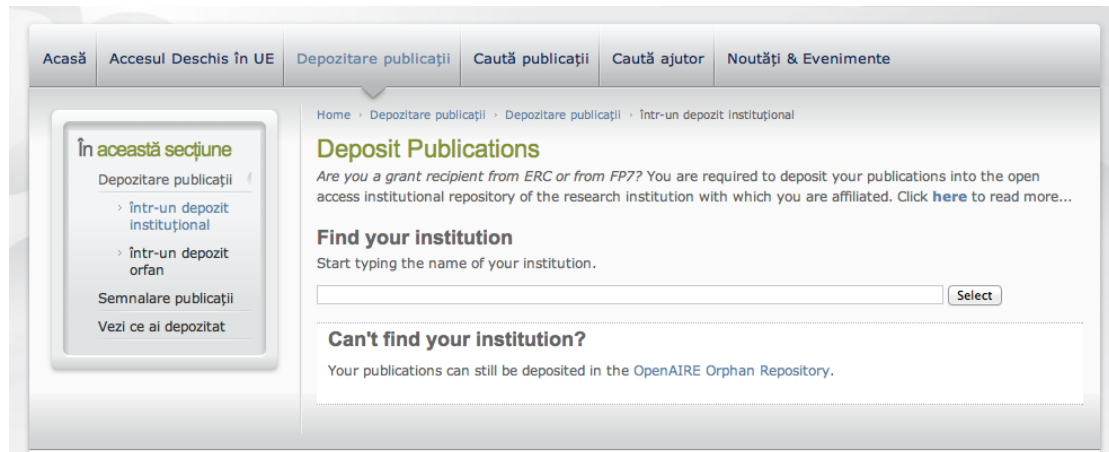 Acasă Accesul Deschis în UE Depozitare publicații Caută publicații Caută ajutor Noutăți & Evenimente
Home › Depozitare publicații › Depozitare publicații › într-un depozit instituțional
În această secțiune
Depozitare publicații
› într-un depozit
instituțional
› într-un depozit
orfan
Semnalare publicații
Vezi ce ai depozitat
Deposit Publications
Are you a grant recipient from ERC or from FP7? You are required to deposit your publications into the open
access institutional repository of the research institution with which you are affiliated. Click here to read more...
Find your institution
Start typing the name of your institution.
Select
Can't find your institution?
Your publications can still be deposited in the OpenAIRE Orphan Repository.